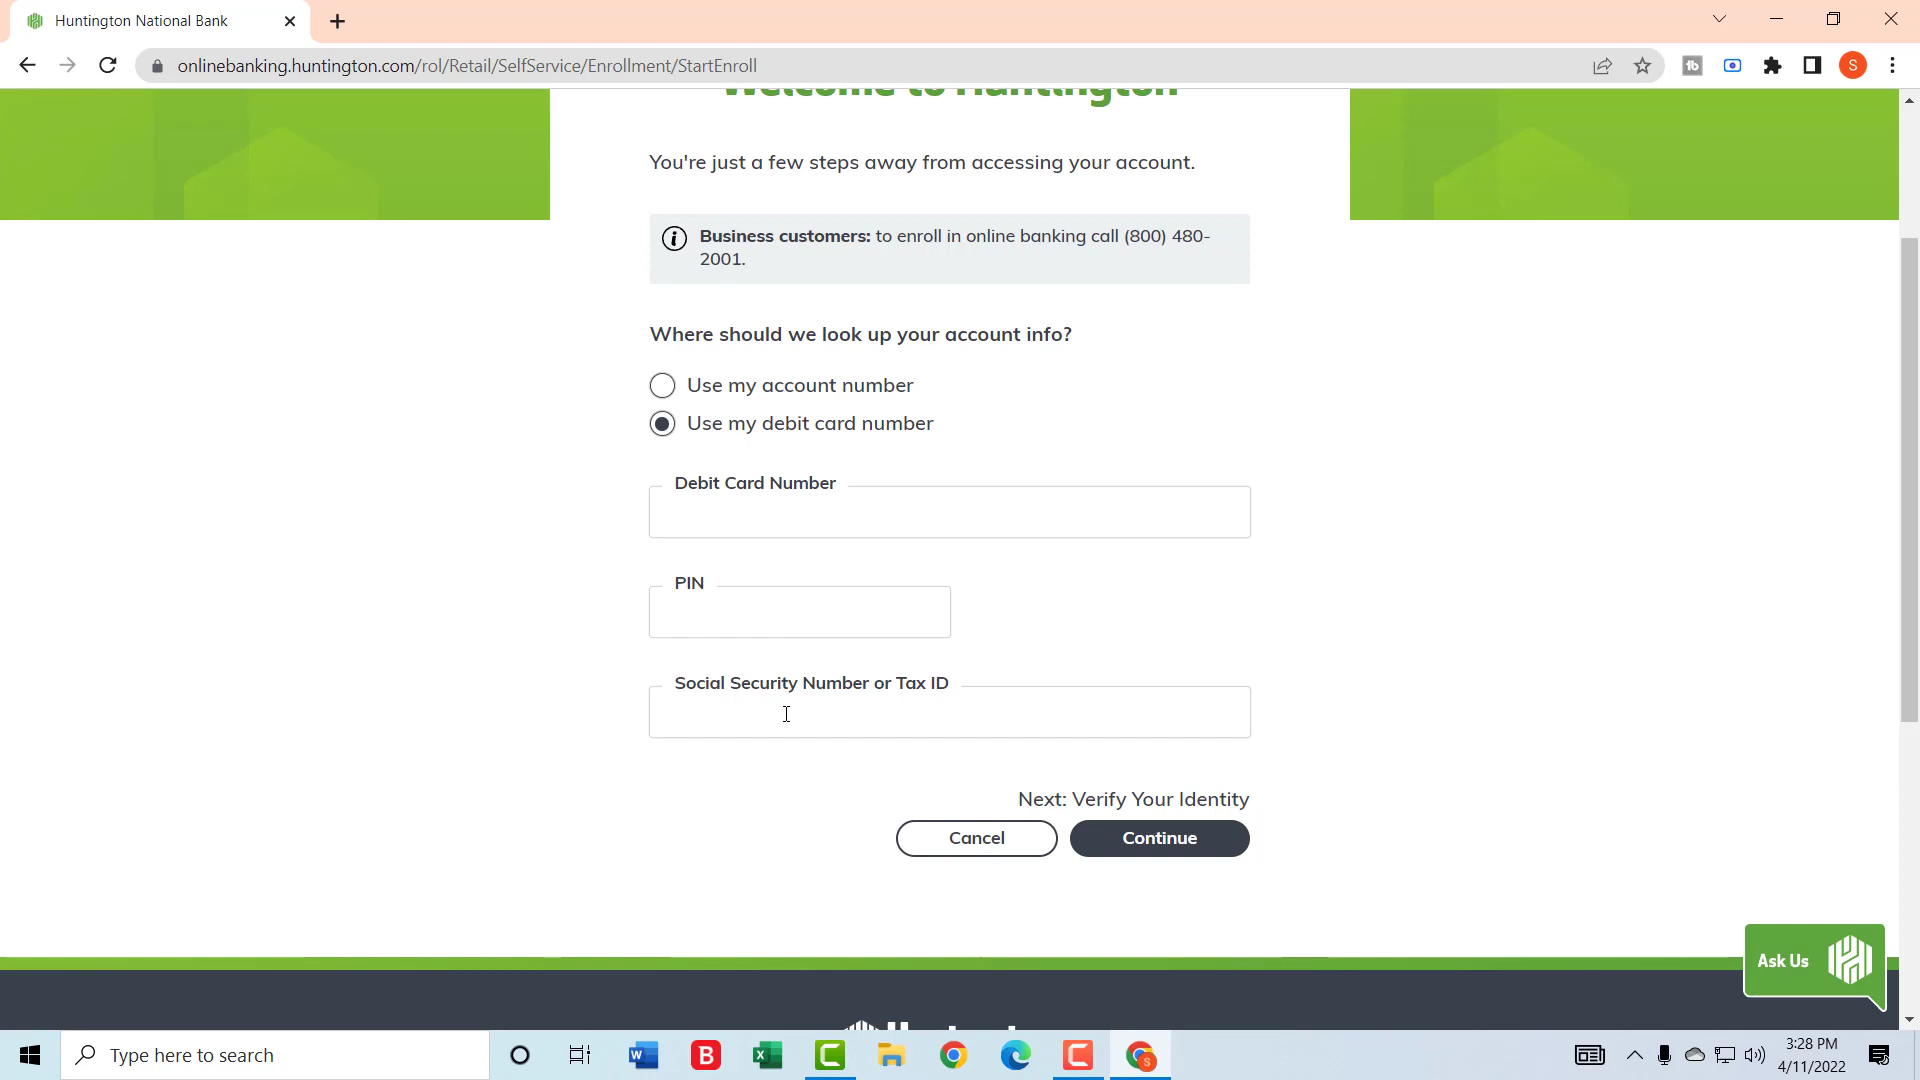 Huntington National Bank
onlinebanking.huntington.com/rol/Retail/SelfService/Enrollment/StartEnroll
S
Welcome to Huntington
You're just a few steps away from accessing your account.
Business customers: to enroll in online banking call (800) 480-
2001.
Where should we look up your account info?
Use my account number
Use my debit card number
Debit Card Number
PIN
Social Security Number or Tax ID
Next: Verify Your Identity
Cancel
Continue
Ask Us
Type here to search
3:28 PM
4/11/2022